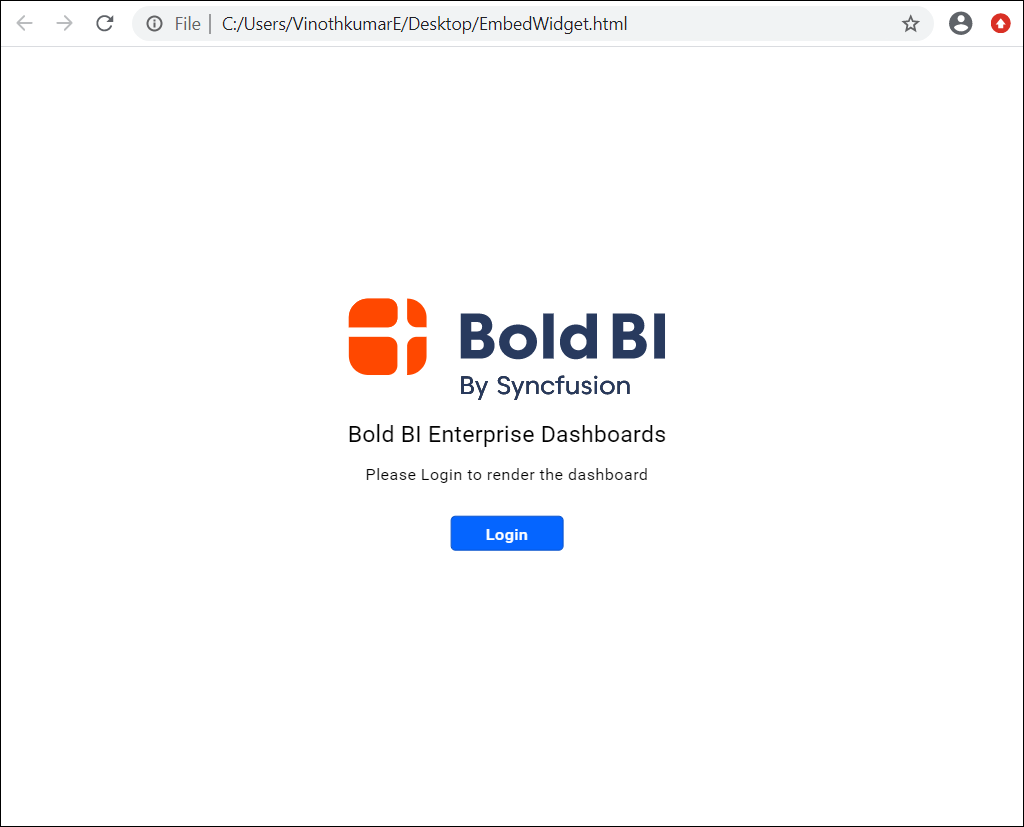 File | C:/Users/VinothkumarE/Desktop/EmbedWidget.html
Bold BI
By Syncfusion
Bold BI Enterprise Dashboards
Please Login to render the dashboard
Login